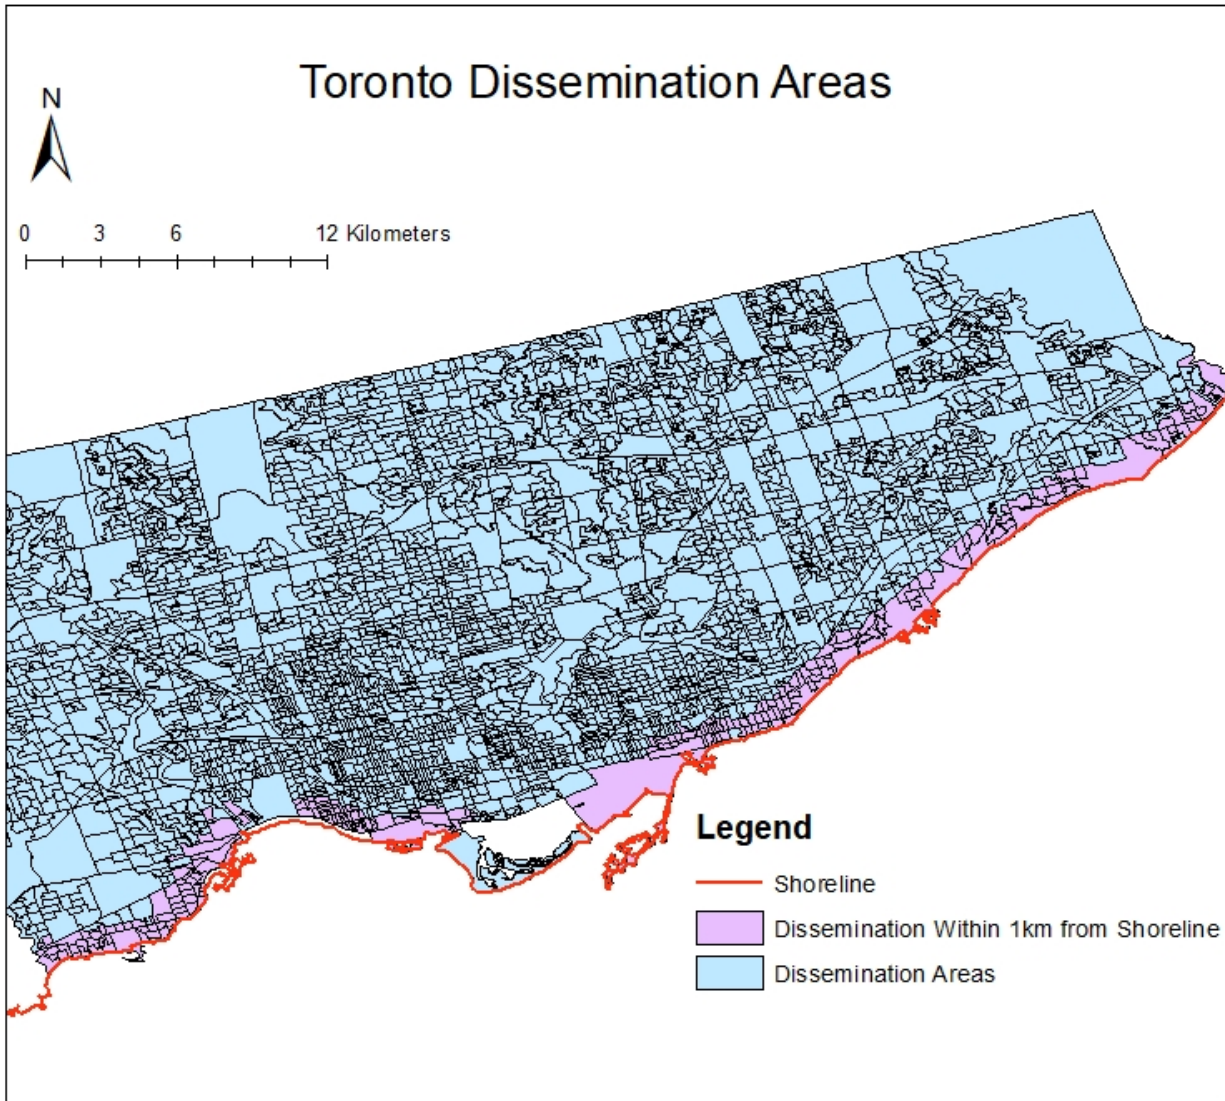 Toronto Dissemination Areas
N
0 3 6 12 Kilometers
Legend
Shoreline
Dissemination Within 1km from Shoreline
Dissemination Areas